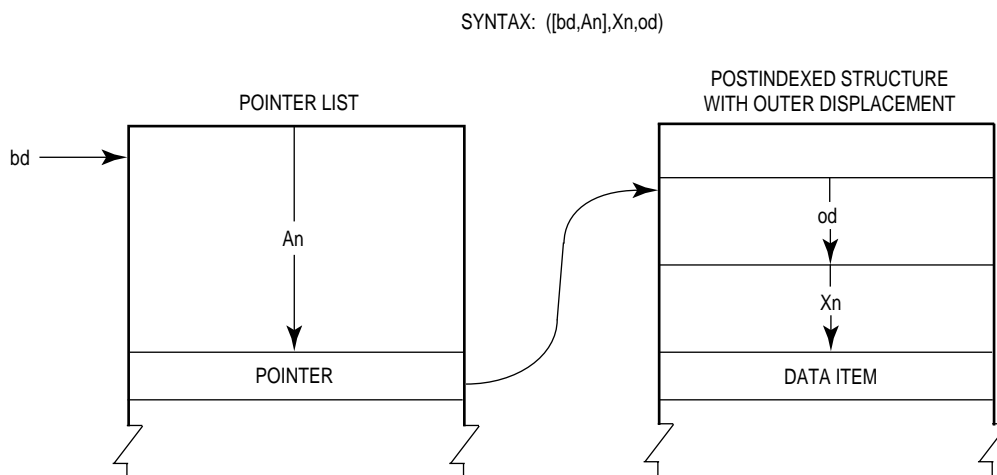 SYNTAX: ([bd,An],Xn,od)
POINTER LIST
bd
An
POINTER
POSTINDEXED STRUCTURE
WITH OUTER DISPLACEMENT
od
Xn
DATA ITEM